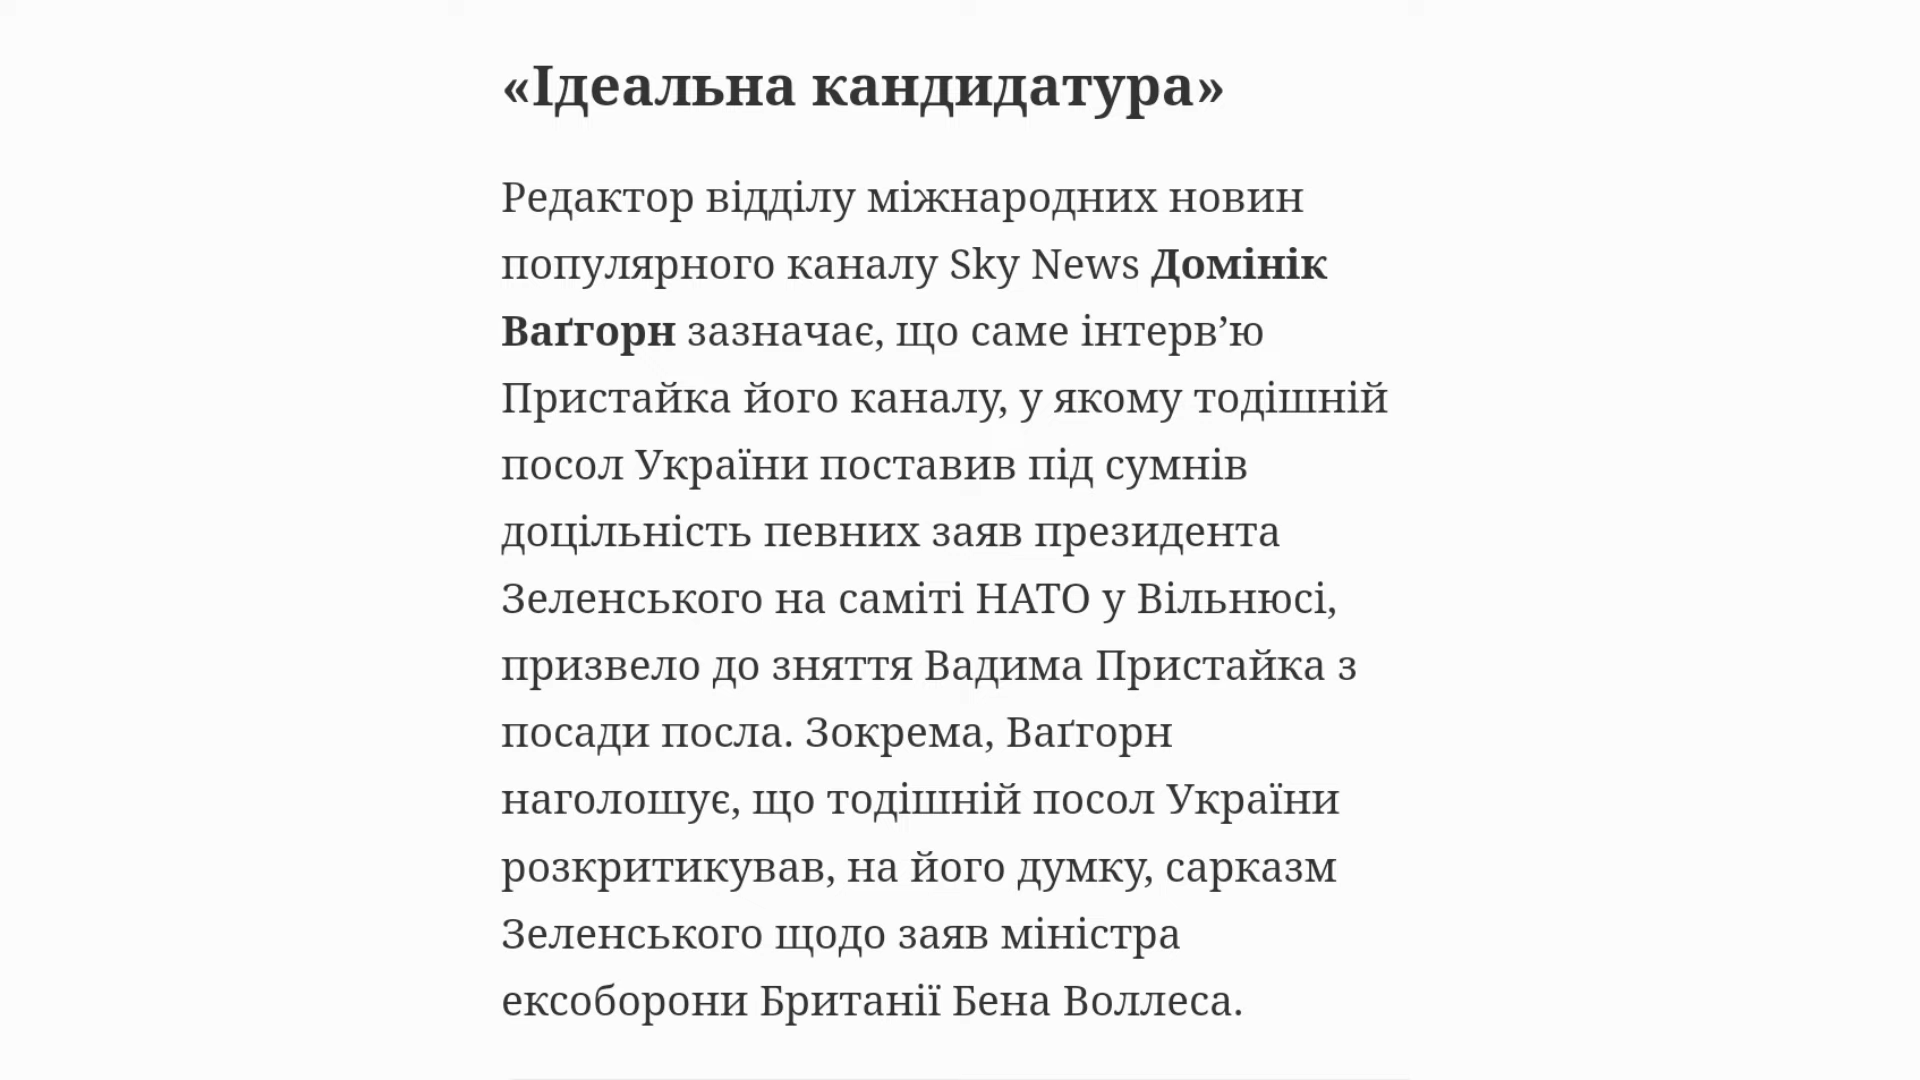 «Ідеальна кандидатура»
Редактор відділу міжнародних новин
популярного каналу Sky News Домінік
Ваґгорн зазначає, що саме інтерв’ю
Пристайка його каналу, у якому тодішній
посол України поставив під сумнів
доцільність певних заяв президента
Зеленського на саміті НАТО у Вільнюсі,
призвело до зняття Вадима Пристайка з
посади посла. Зокрема, Ваґгорн
наголошує, що тодішній посол України
розкритикував, на його думку, сарказм
Зеленського щодо заяв міністра
ексоборони Британії Бена Воллеса.